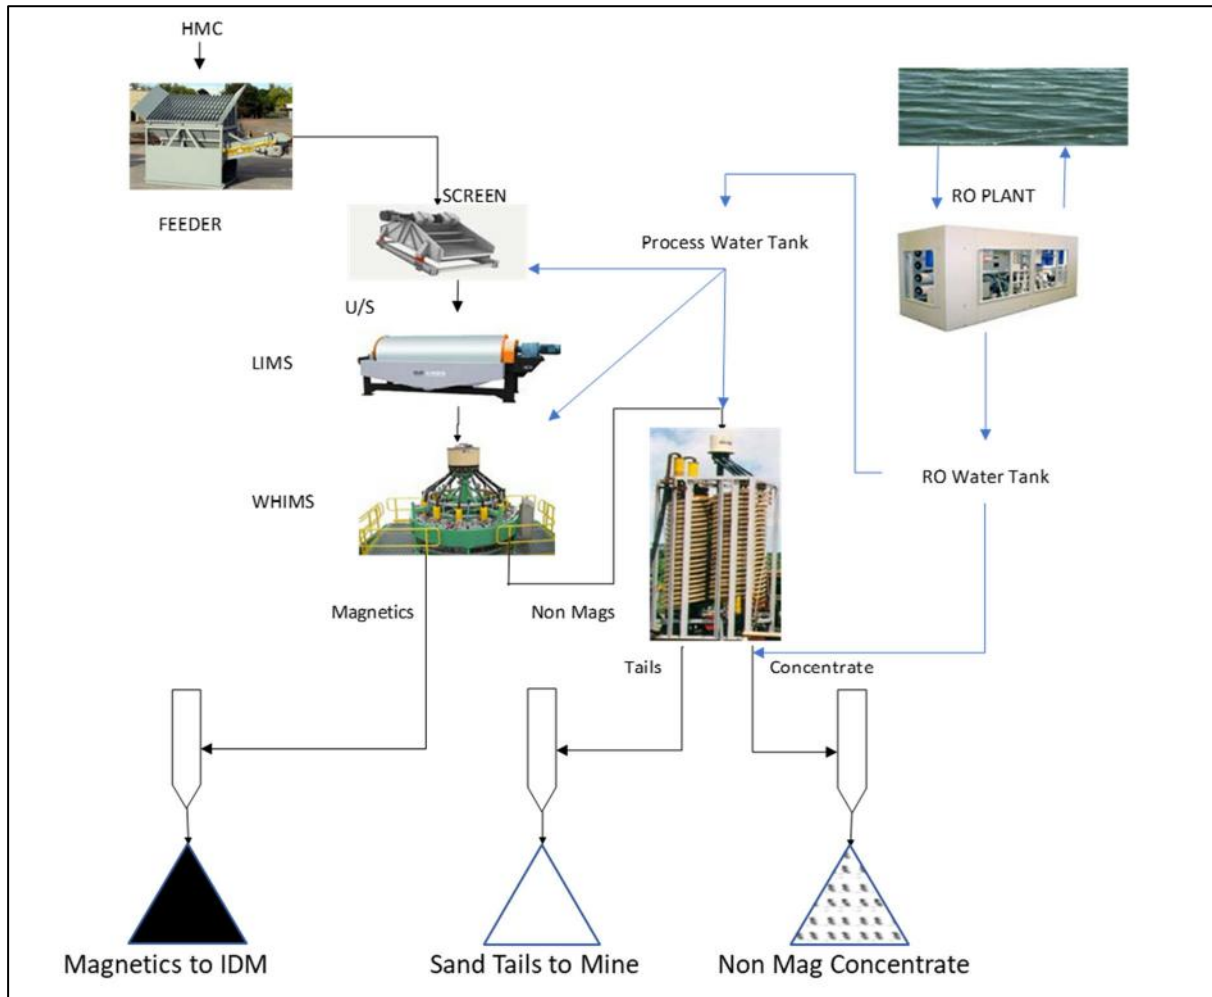 HMC
SCREEN
RO PLANT
FEEDER
Process Water Tank
U/S
LIMS
RO Water Tank
WHIMS
Magnetics
Non Mags
Tails
Concentrate
Magnetics to IDM
Sand Tails to Mine
Non Mag Concentrate